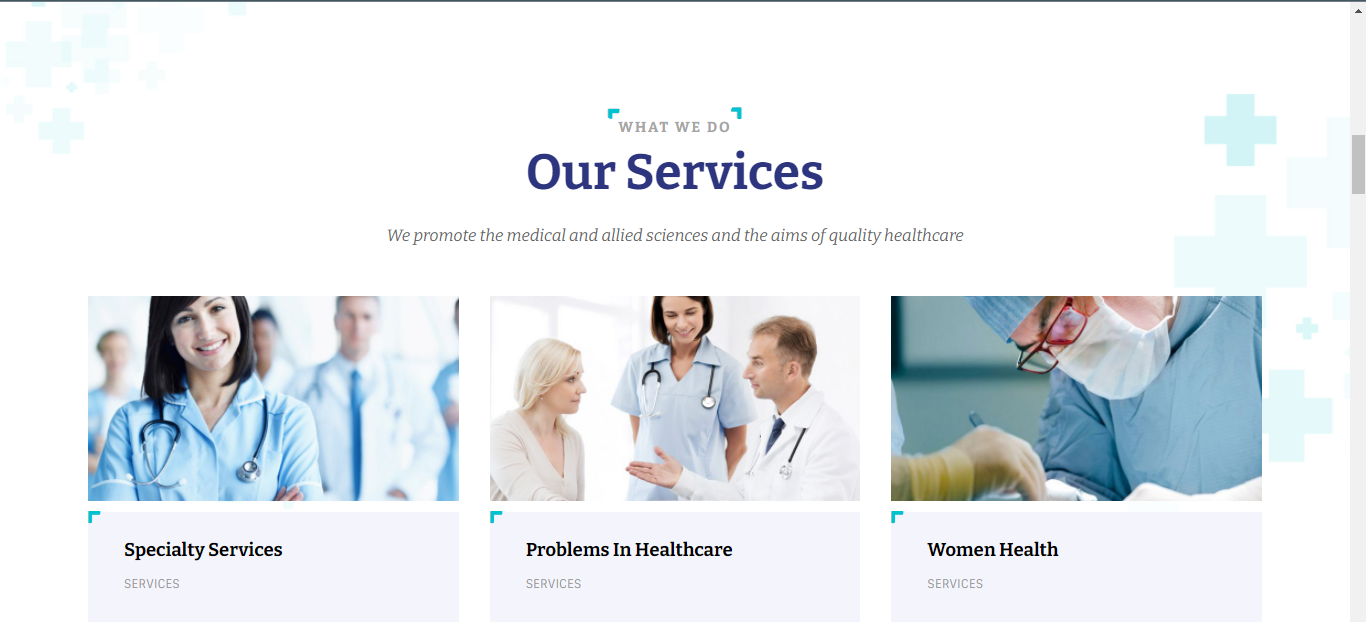 WHAT WE DO
Our Services
We promote the medical and allied sciences and the aims of quality healthcare
Specialty Services
SERVICES
Problems In Healthcare
SERVICES
Women Health
SERVICES